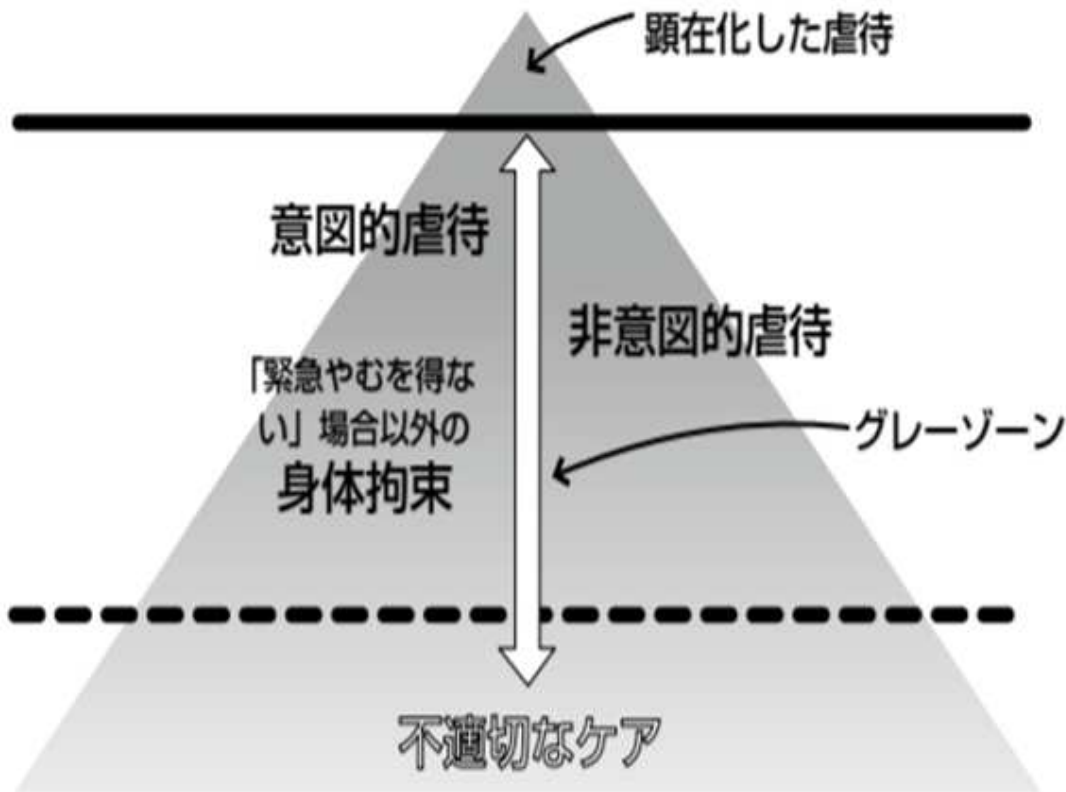 顕在化した虐待
意図的虐待
非意図的虐待
「緊急やむを得な
い」場合以外の
身体拘束
グレーゾーン
不適切なケア